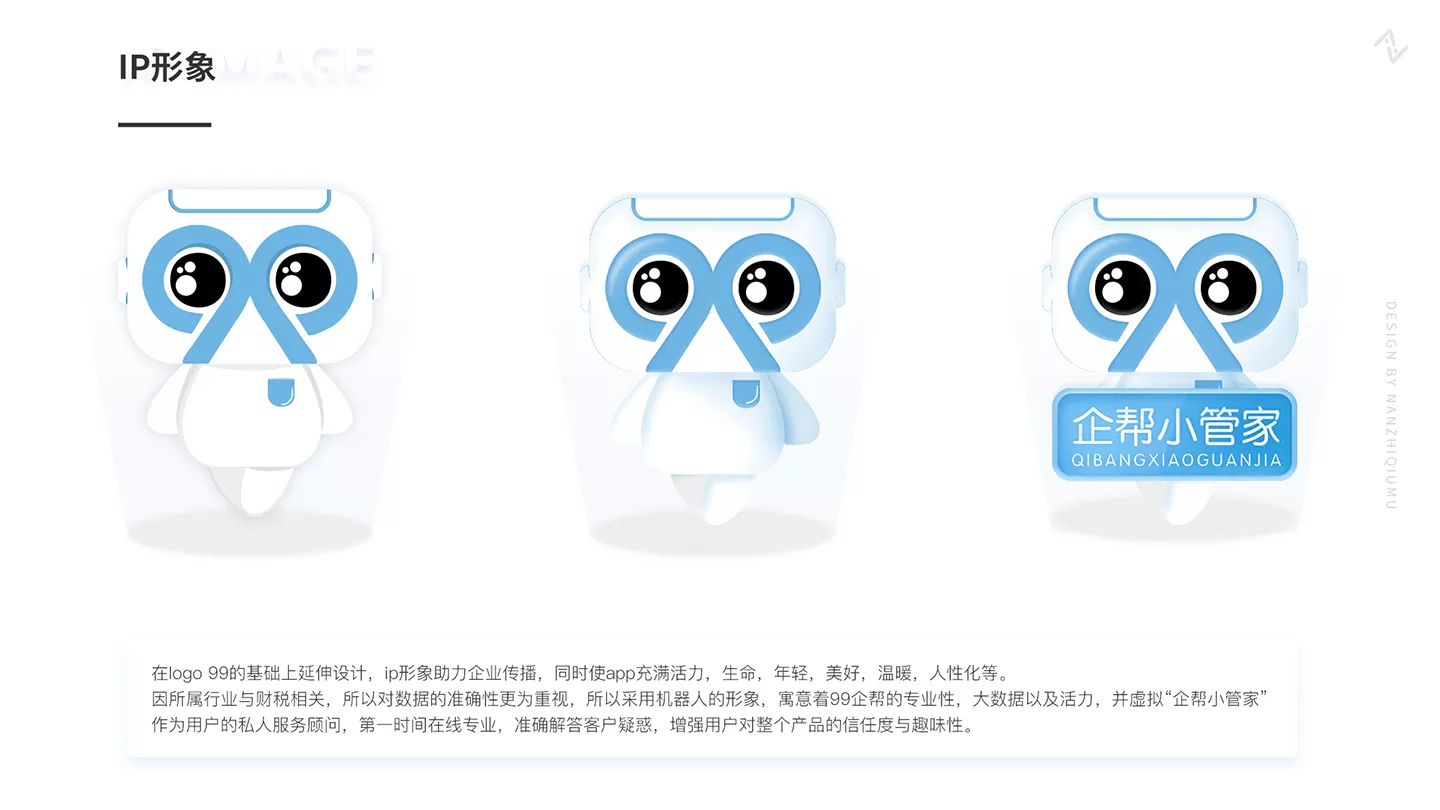 IP形象
IMAGE
DESIGN BY NANZHIQIUMU
企帮小管家
QIBANGXIAOGUANJIA
在logo 99的基础上延伸设计，ip形象助力企业传播，同时使app充满活力，生命，年轻，美好，温暖，人性化等。
因所属行业与财税相关，所以对数据的准确性更为重视，所以采用机器人的形象，寓意着99企帮的专业性，大数据以及活力，并虚拟“企帮小管家”
作为用户的私人服务顾问，第一时间在线专业，准确解答客户疑惑，增强用户对整个产品的信任度与趣味性。